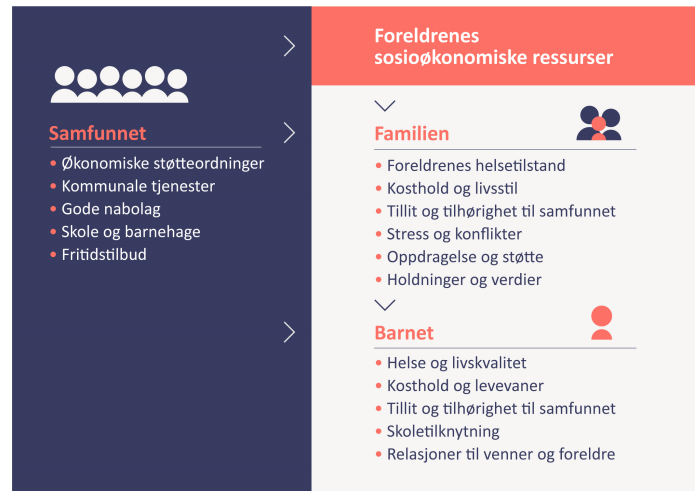 Samfunnet
• Økonomiske støtteordninger
• Kommunale tjenester
• Gode nabolag
• Skole og barnehage
• Fritidstilbud
Foreldrenes
sosioøkonomiske ressurser
Familien
• Foreldrenes helsetilstand
• Kosthold og livsstil
• Tillit og tilhørighet til samfunnet
• Stress og konflikter
• Oppdragelse og støtte
• Holdninger og verdier
Barnet
• Helse og livskvalitet
• Kosthold og levevaner
• Tillit og tilhørighet til samfunnet
• Skoletilknytning
• Relasjoner til venner og foreldre